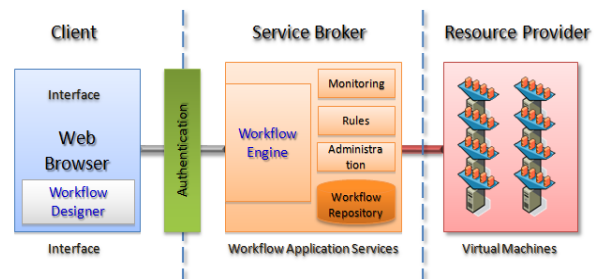 Client
Service Broker
Resource Provider
Interface
Web
Browser
Workflow
Designer
Interface
Authentication
Workflow
Engine
Monitoring
Rules
Administra
tion
Workflow
Repository
Workflow Application Services
Virtual Machines